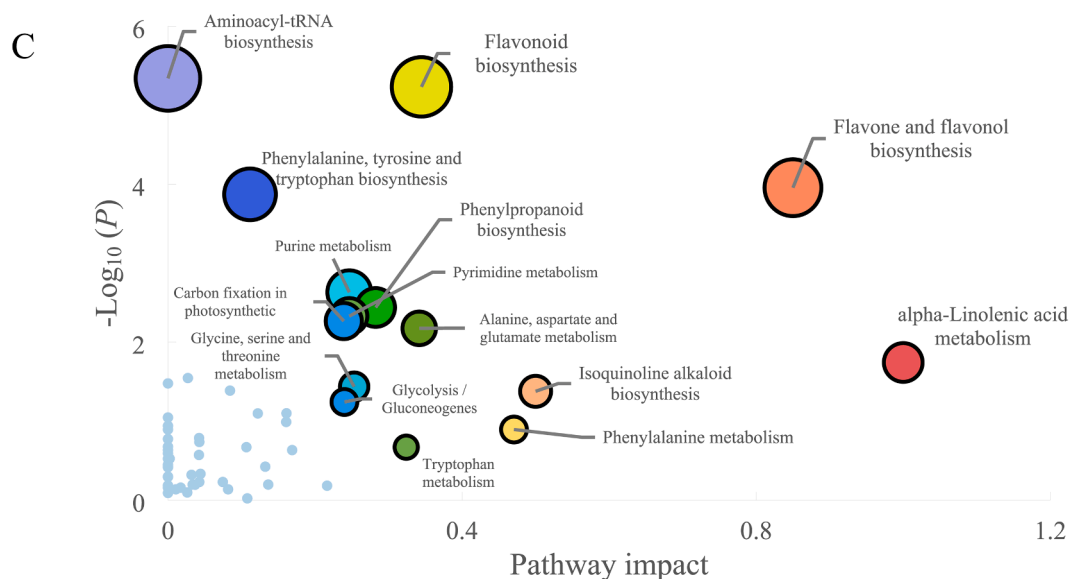 C
6
Aminoacyl-tRNA
biosynthesis
Flavonoid
biosynthesis
Flavone and flavonol
biosynthesis
Phenylalanine, tyrosine and
tryptophan biosynthesis
4
Phenylpropanoid
biosynthesis
Purine metabolism
Pyrimidine metabolism
-Log10 (P)
Carbon fixation in
photosynthetic
Alanine, aspartate and
glutamate metabolism
alpha-Linolenic acid
metabolism
2
Glycine, serine and
threonine
metabolism
Glycolysis /
Gluconeogenes
Isoquinoline alkaloid
biosynthesis
Phenylalanine metabolism
Tryptophan
metabolism
0
0 0.4 0.8 1.2
Pathway impact